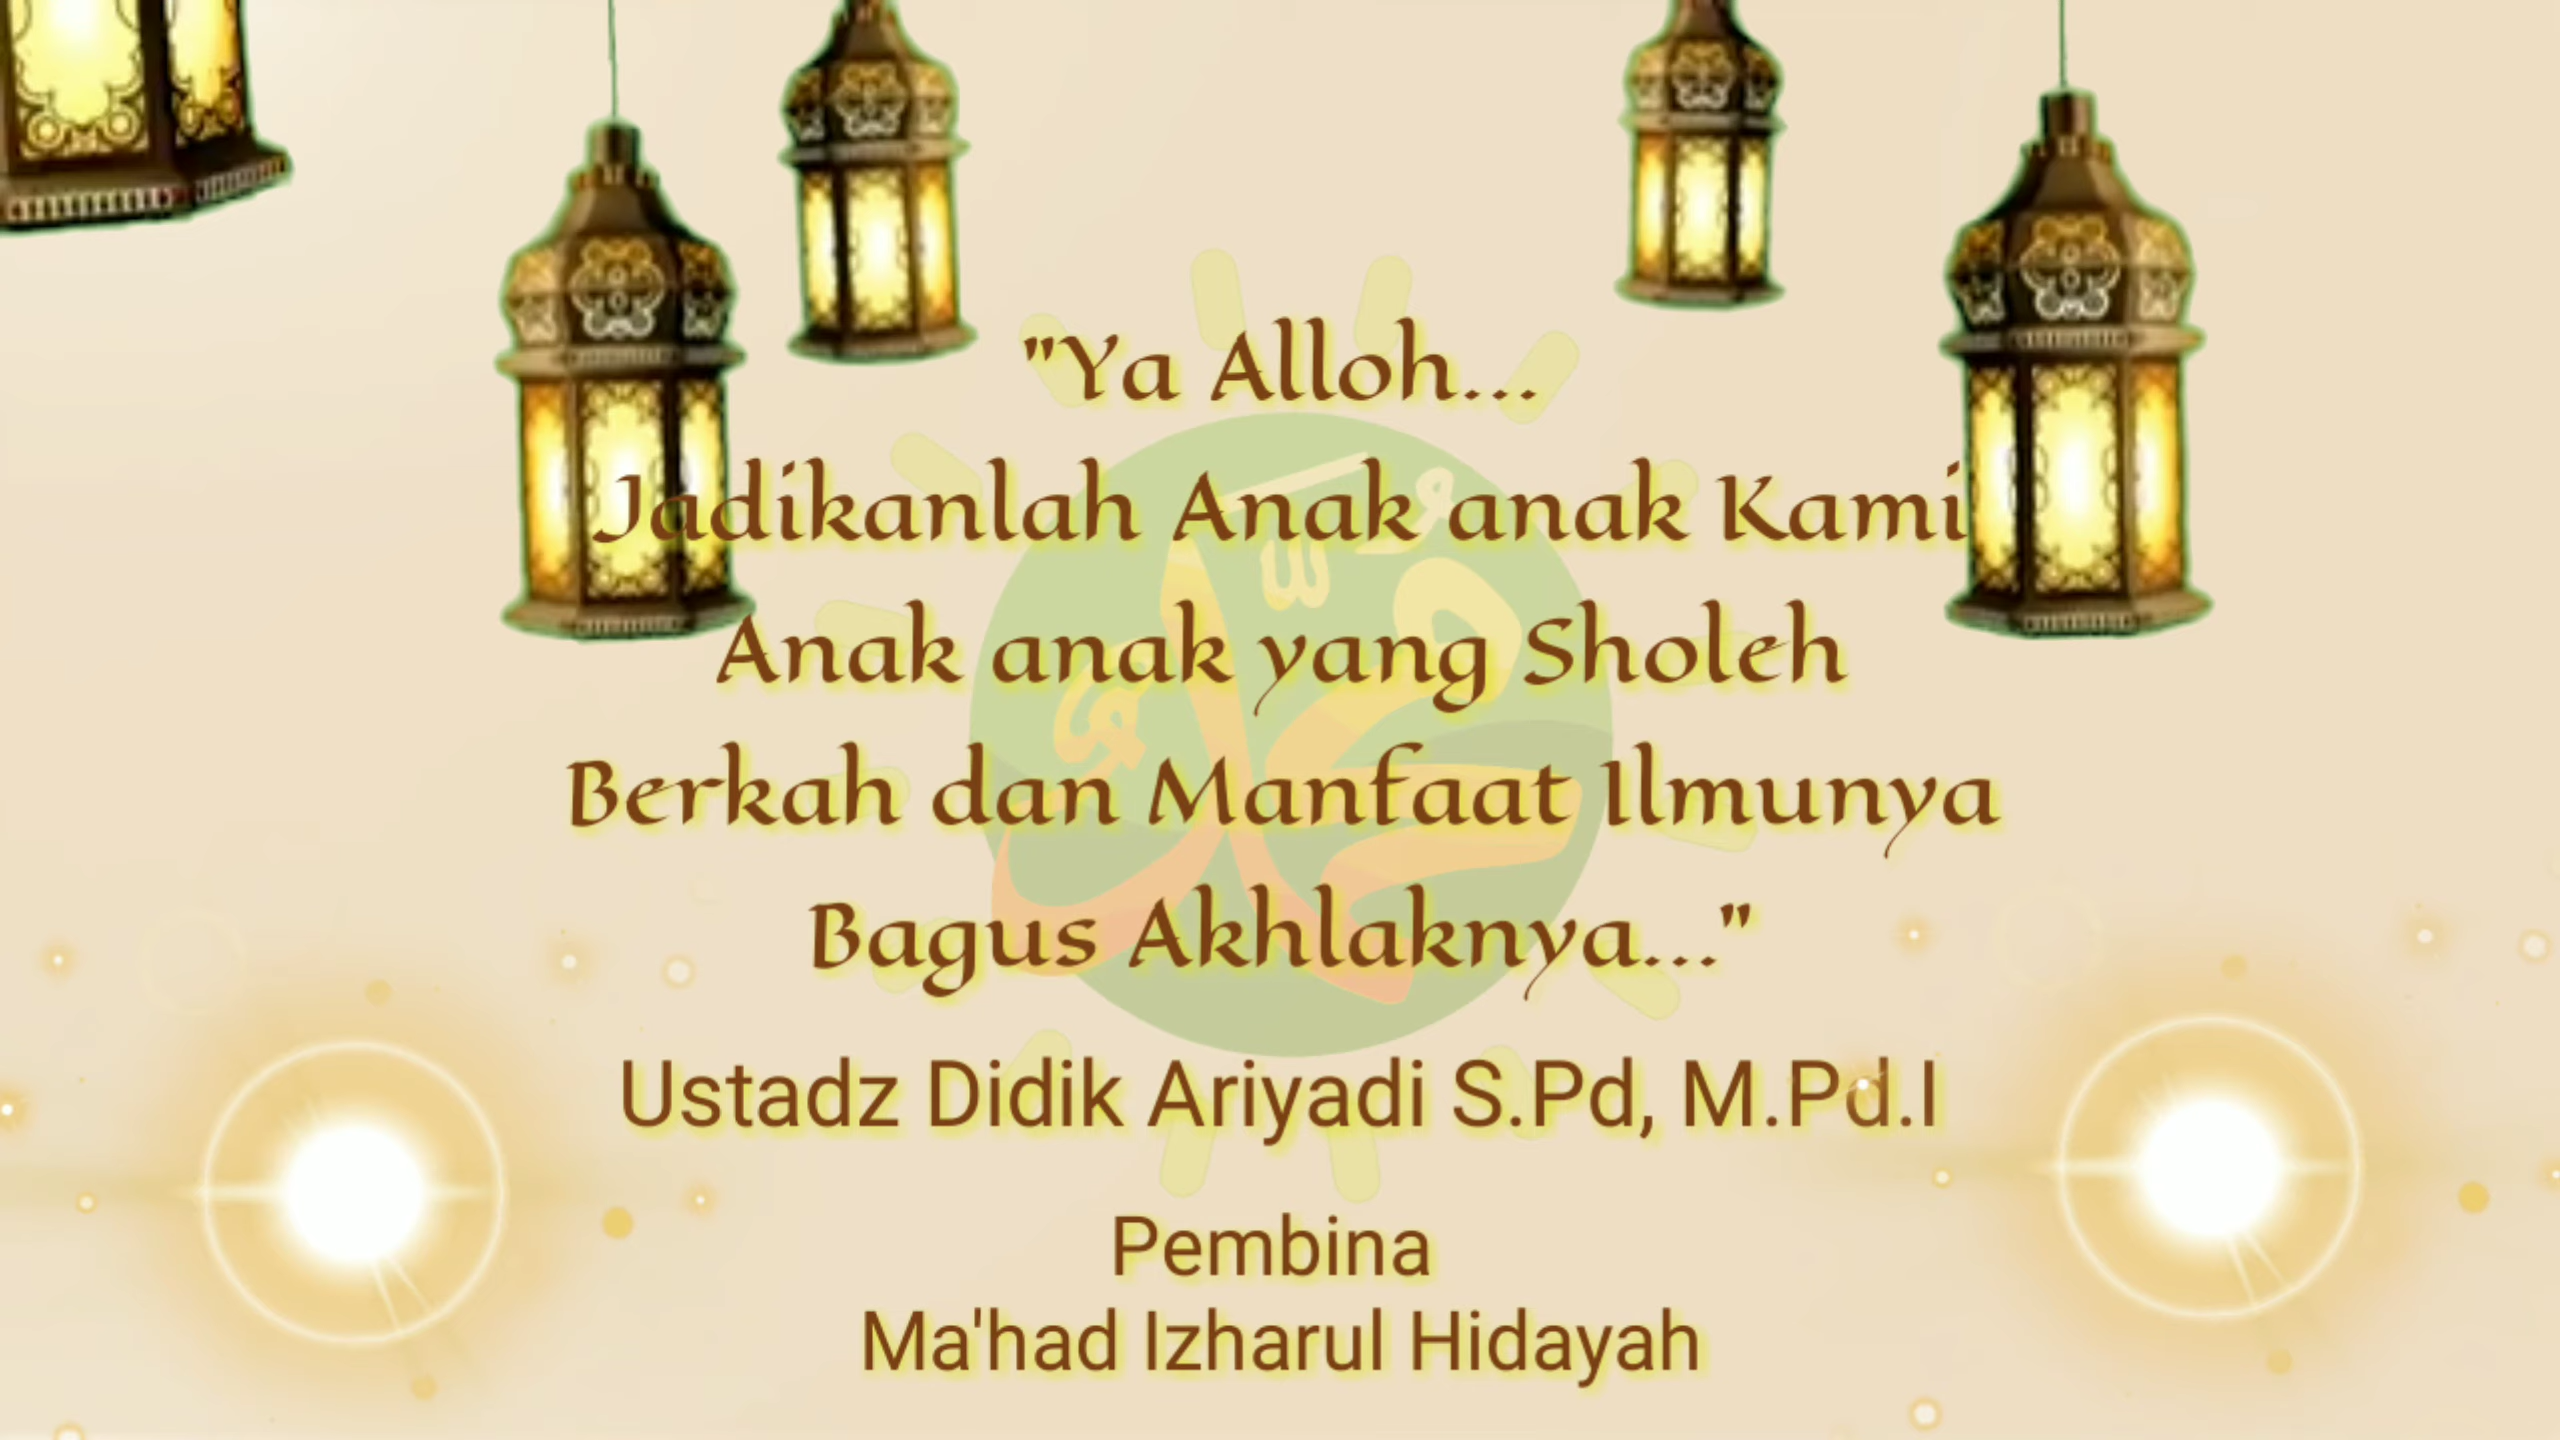 "Ya Alloh...
Jadikanlah Anak anak Kami
Anak anak yang Sholeh
Berkah dan Manfaat Ilmunya
Bagus Akhlaknya..."
Ustadz Didik Ariyadi S.Pd, M.Pd.I
Pembina
Ma'had Izharul Hidayah